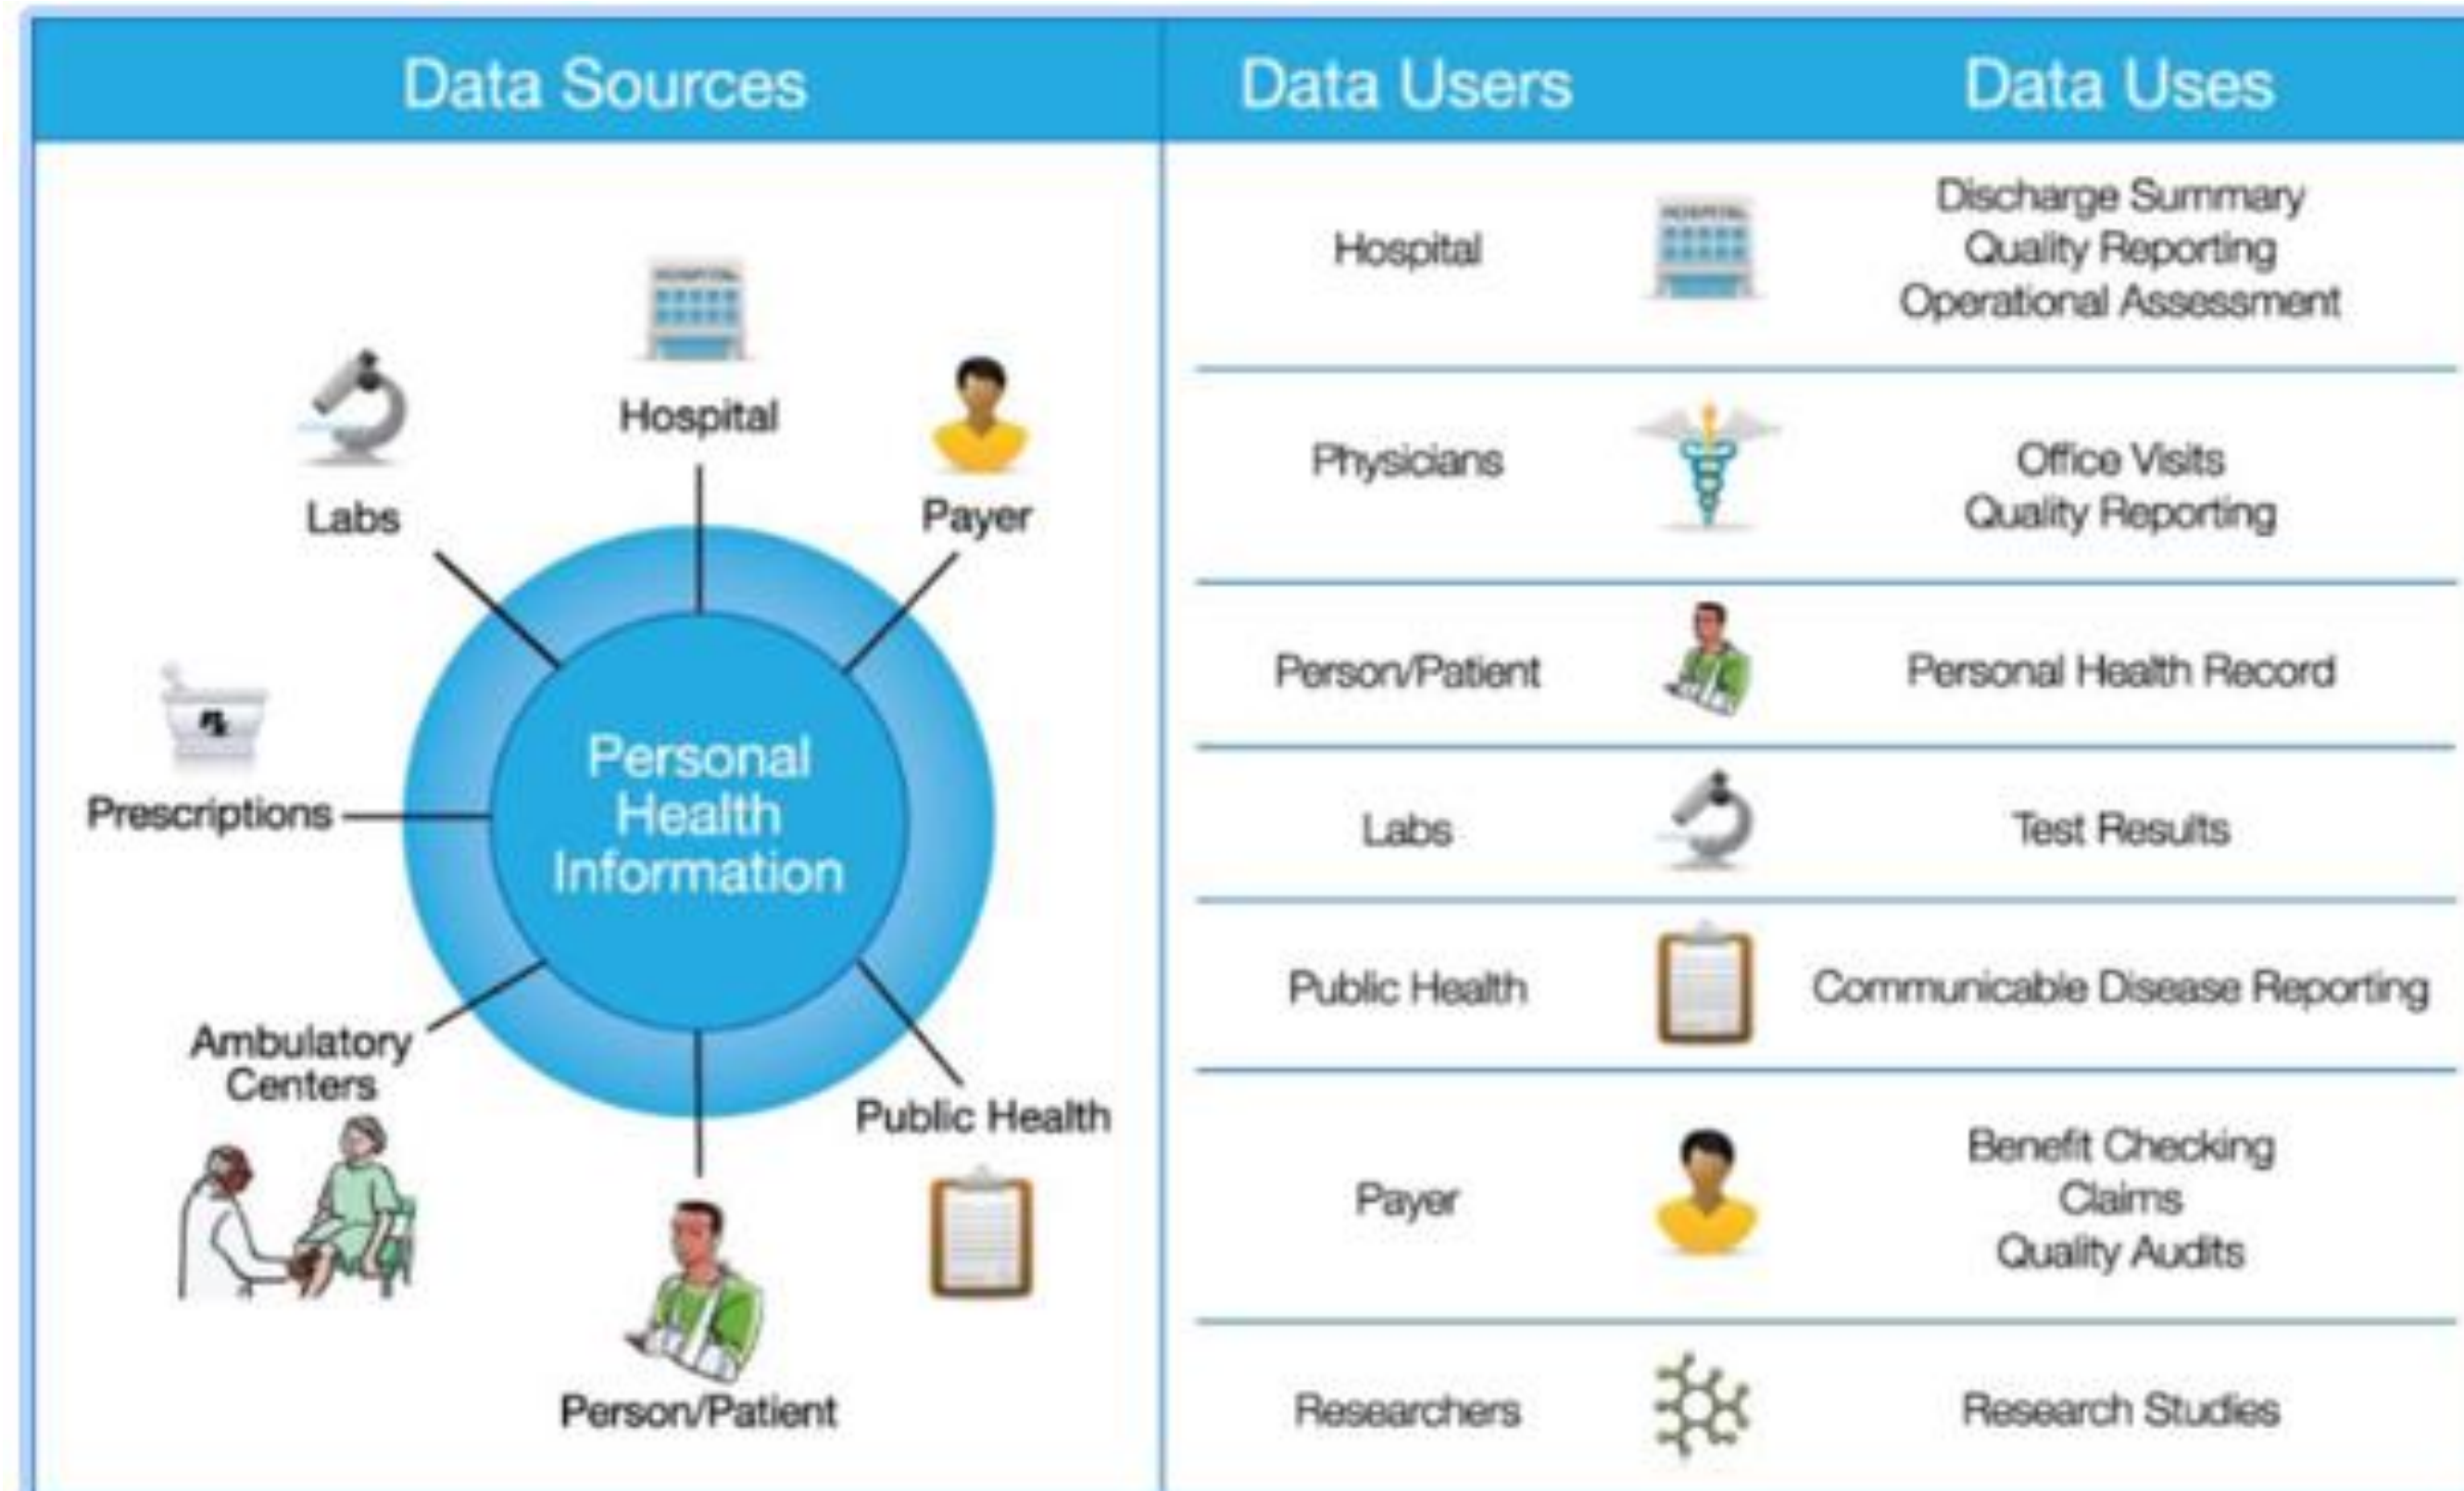 Data Sources
Data Users
Data Uses
HOSPITAL
Hospital
Labs
Payer
Prescriptions
Personal
Health
Information
Ambulatory
Centers
Public Health
Person/Patient
Hospital
HOSPITAL
Discharge Summary
Quality Reporting
Operational Assessment
Physicians
Office Visits
Quality Reporting
Person/Patient
Personal Health Record
Labs
Test Results
Public Health
Communicable Disease Reporting
Payer
Benefit Checking
Claims
Quality Audits
Researchers
Research Studies